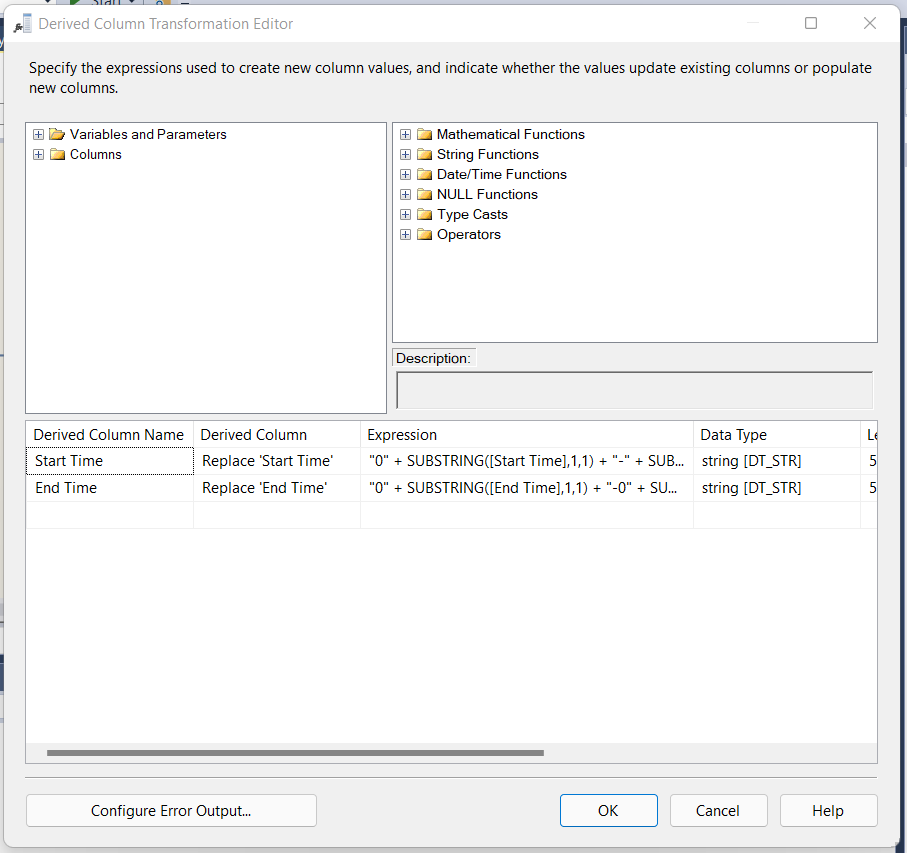 Start
Derived Column Transformation Editor
Specify the expressions used to create new column values, and indicate whether the values update existing columns or populate
new columns.
Variables and Parameters
Columns
Mathematical Functions
String Functions
Date/Time Functions
NULL Functions
Type Casts
Operators
Description:
Derived Column Name Derived Column Expression Data Type Le
Start Time Replace 'Start Time' "0" + SUBSTRING([Start Time],1,1) + "-" + SUB... string [DT_STR] 5
End Time Replace 'End Time' "0" + SUBSTRING([End Time],1,1) + "-0" + SU... string [DT_STR] 5
Configure Error Output... OK Cancel Help